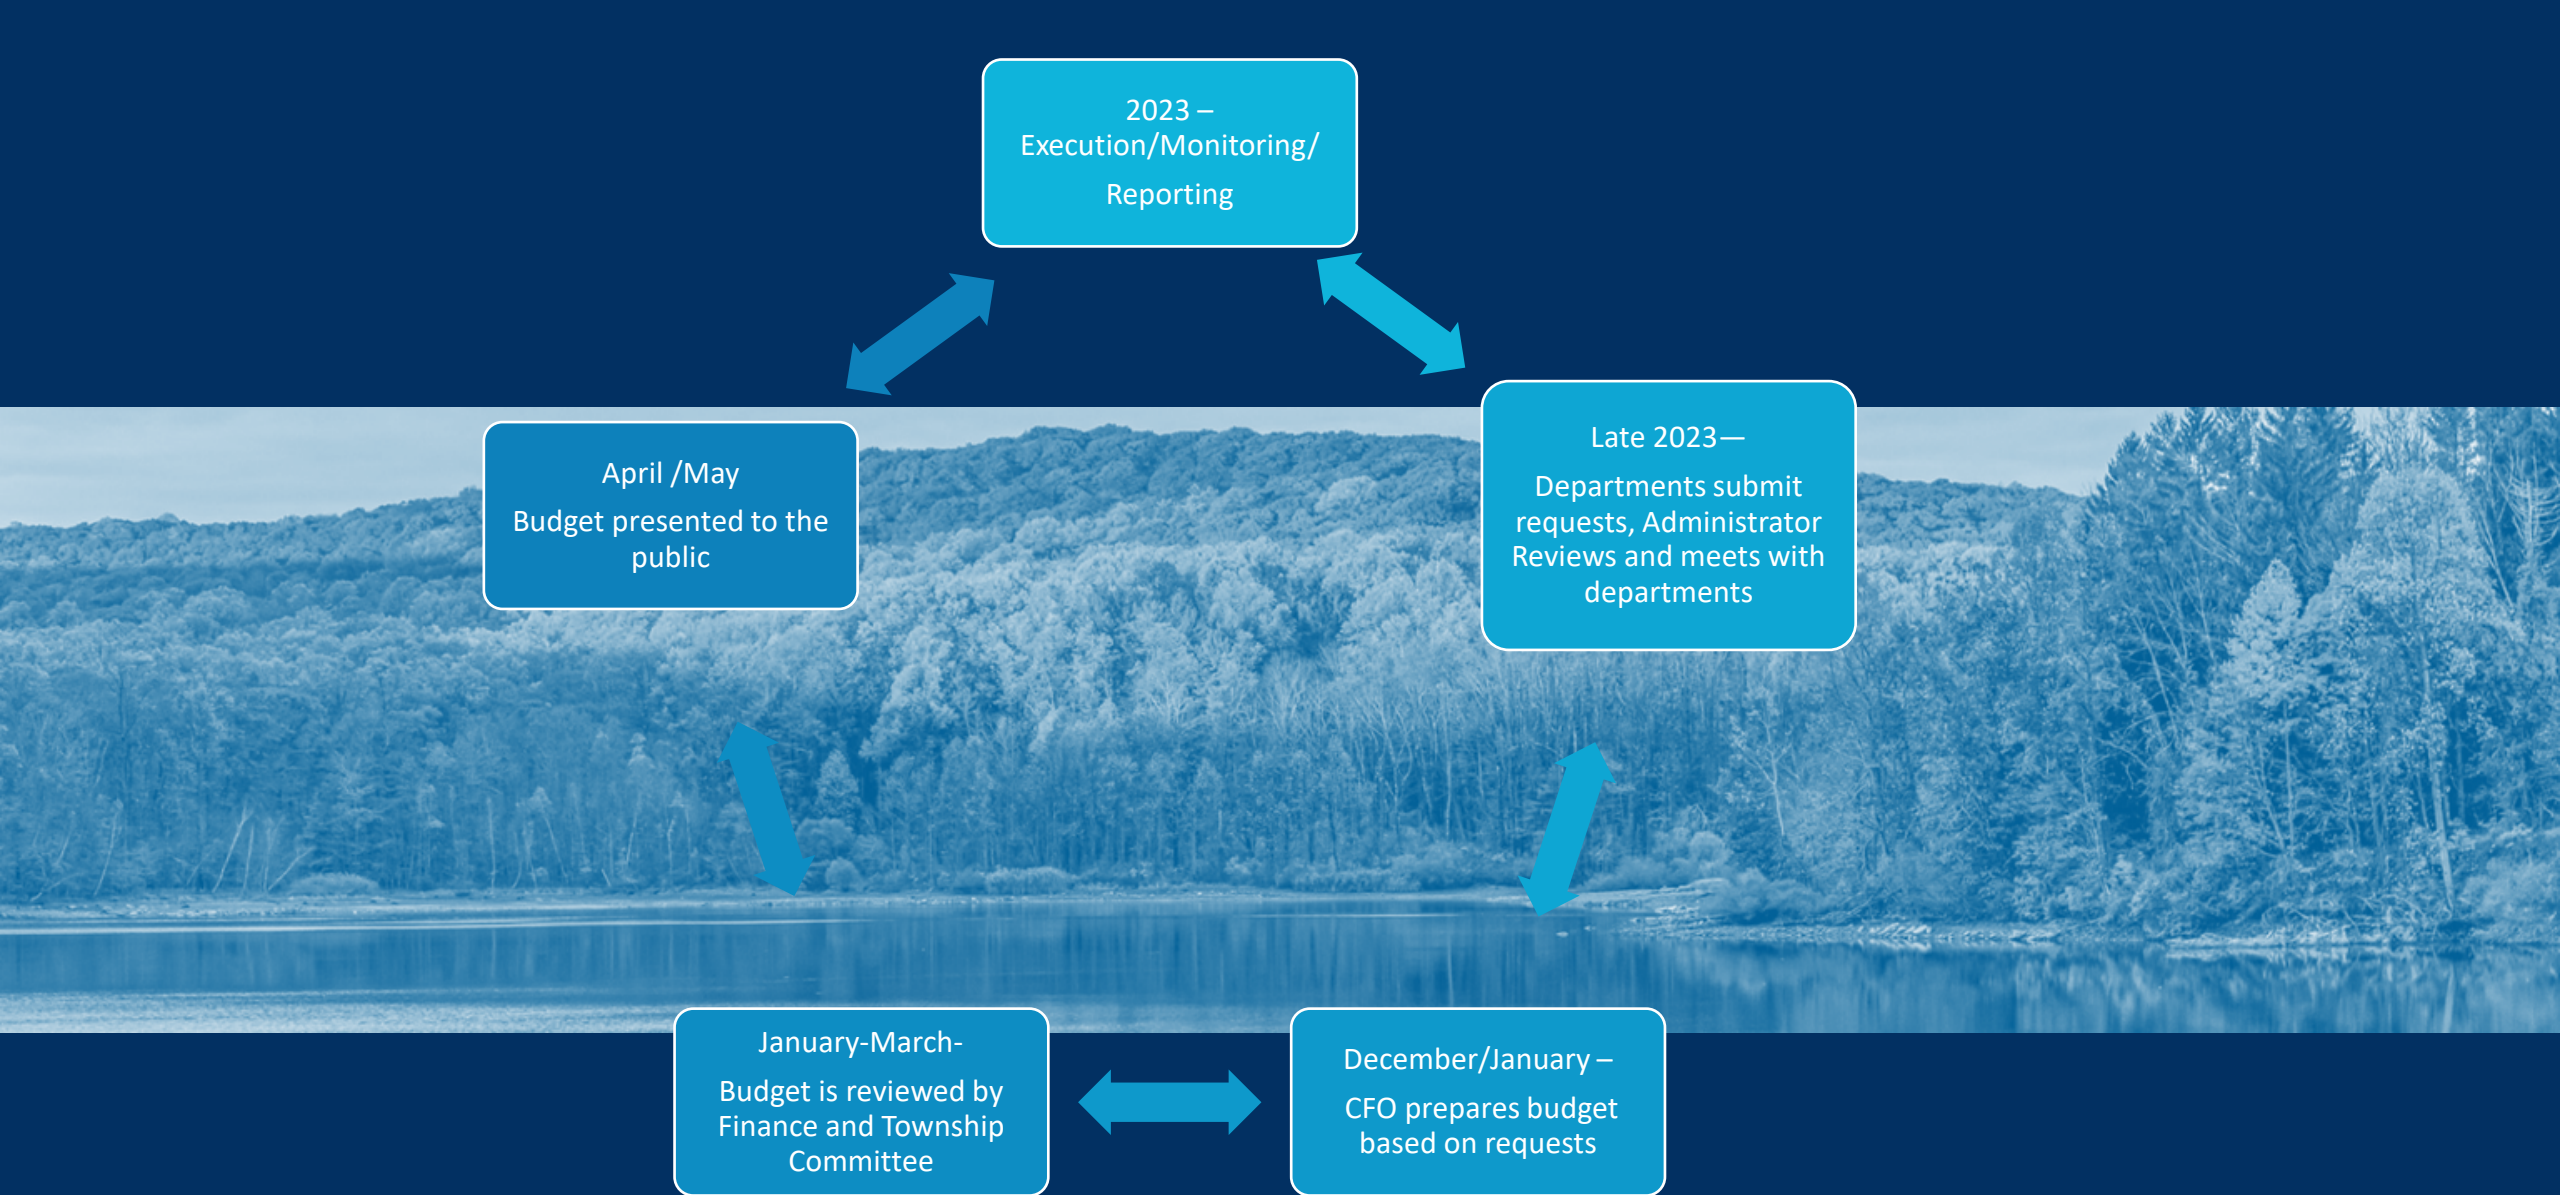 2023 –
Execution/Monitoring/
Reporting
April /May
Budget presented to the
public
Late 2023—
Departments submit
requests, Administrator
Reviews and meets with
departments
January-March-
Budget is reviewed by
Finance and Township
Committee
December/January –
CFO prepares budget
based on requests